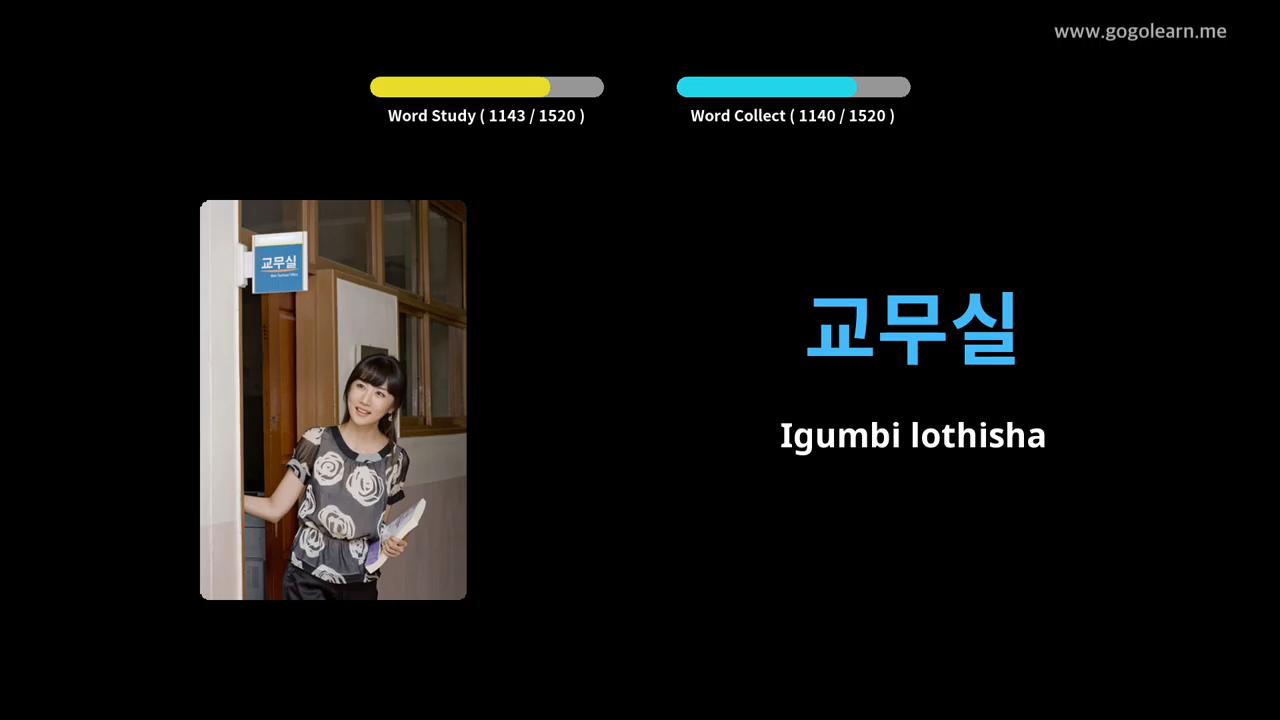 www.gogolearn.me
Word Study ( 1143 / 1520 )
Word Collect ( 1140 / 1520 )
교무실
교무실
Igumbi lothisha